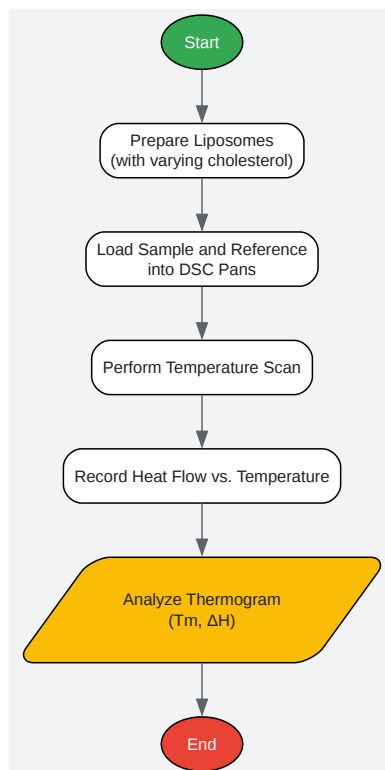 Start
Prepare Liposomes
(with varying cholesterol)
Load Sample and Reference
into DSC Pans
Perform Temperature Scan
Record Heat Flow vs. Temperature
Analyze Thermogram
(Tm, ΔH)
End